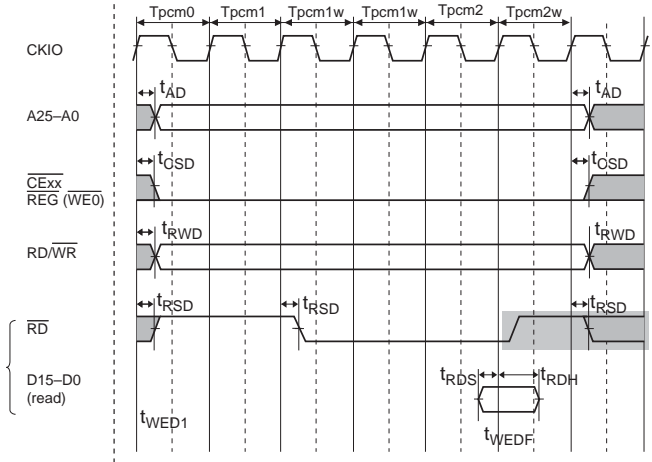 Tpcm0 Tpcm1 Tpcm1w Tpcm1w Tpcm2 Tpcm2w
CKIO
tAD tAD
A25–A0
tCSD tCSD
CExx
REG (WE0)
tRWD tRWD
RD/WR
tRSD tRSD tRSD
RD
tRDS tRDH
D15–D0
(read)
tWED1
tWEDF